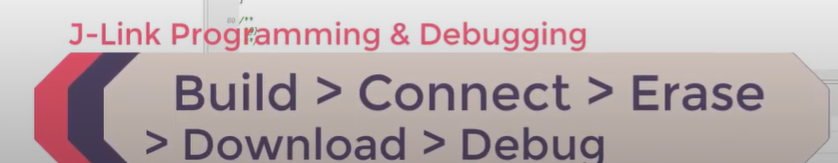 J-Link Programming & Debugging
Build > Connect > Erase
> Download > Debug